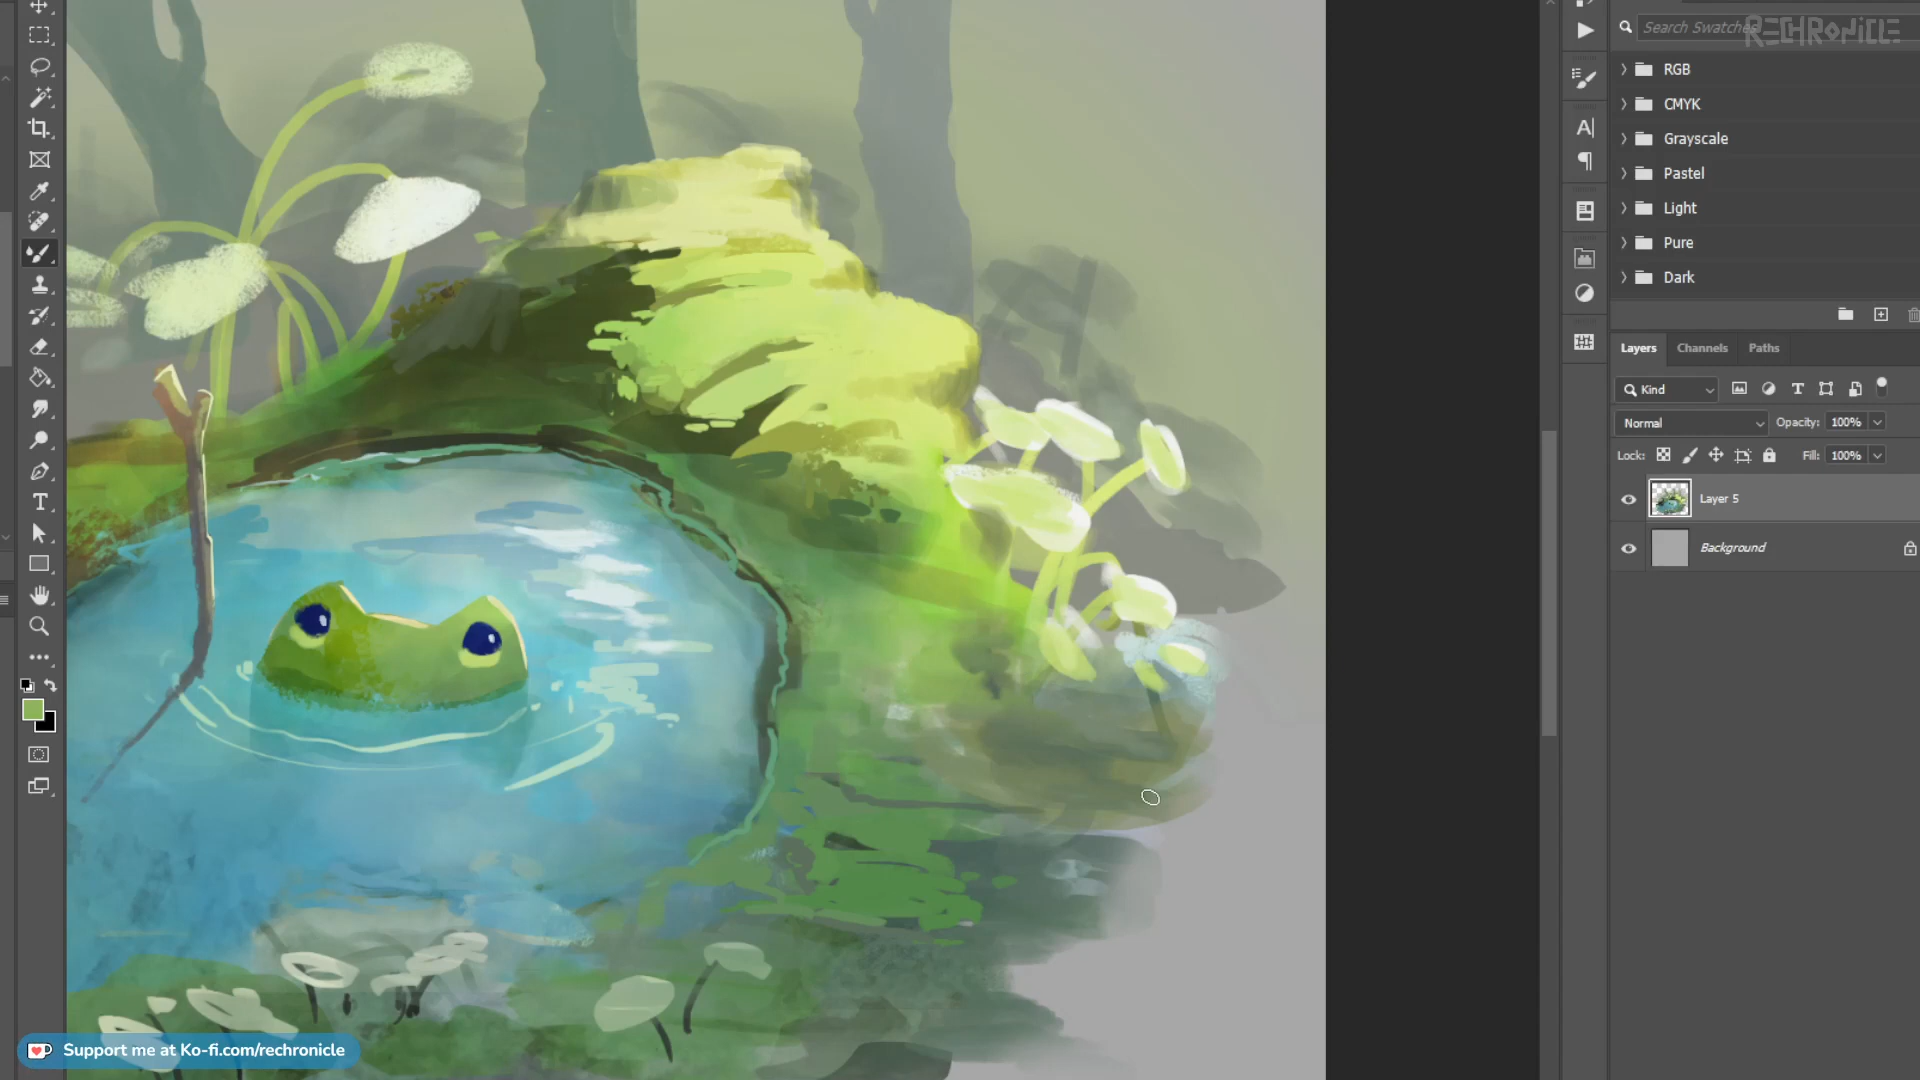 Search Swatches
RECHRONICLE
RGB
CMYK
Grayscale
Pastel
Light
Pure
Dark
Layers Channels Paths
Kind
Normal Opacity: 100%
Lock: Fill: 100%
Layer 5
Background
Support me at Ko-fi.com/rechronicle